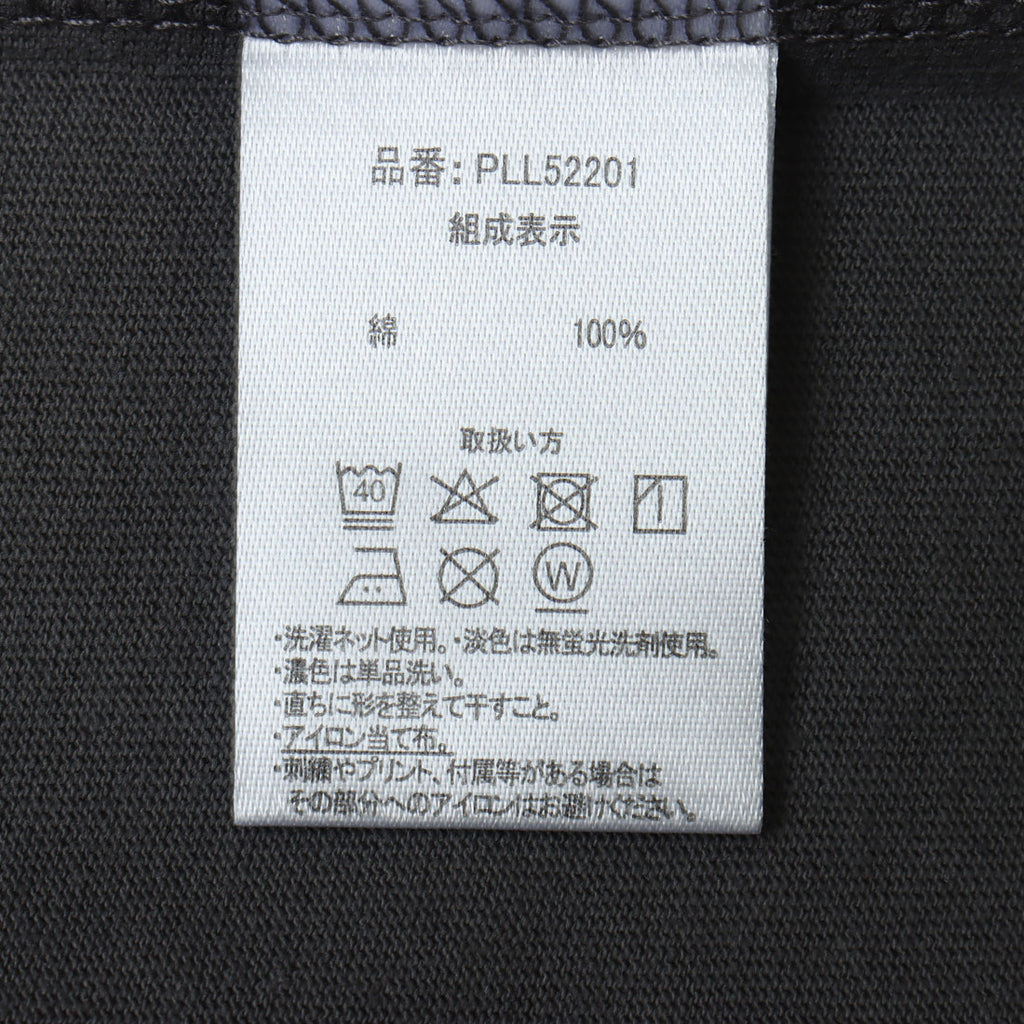 品番: PLL52201
組成表示
綿 100%
取扱い方
40
W
・洗濯ネット使用。・淡色は無蛍光洗剤使用。
・濃色は単品洗い。
・直ちに形を整えて干すこと。
・アイロン当て布。
・刺繍やプリント、付属等がある場合は
その部分へのアイロンはお避けください。